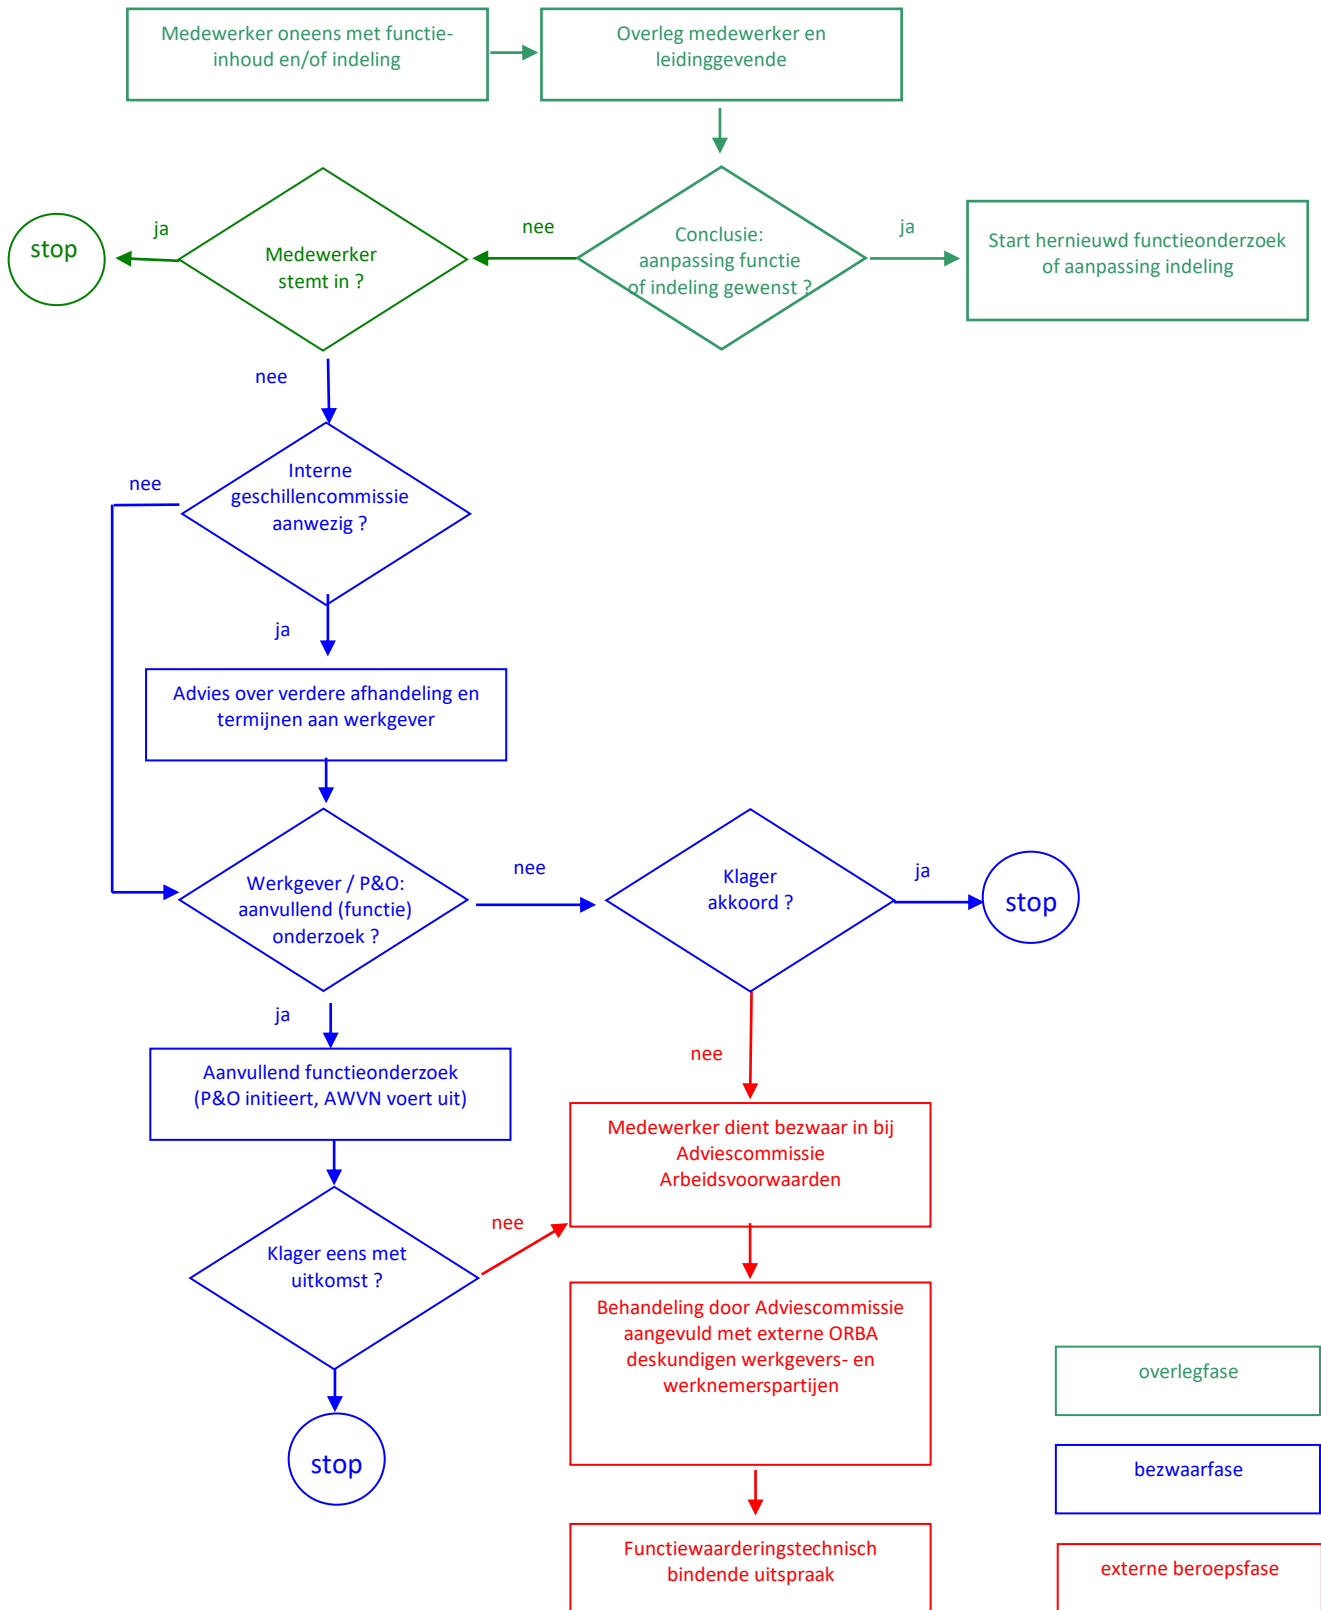 Medewerker oneens met functie-
inhoud en/of indeling
Overleg medewerker en
leidinggevende
stop
ja
Medewerker
stemt in ?
nee
Conclusie:
aanpassing functie
of indeling gewenst ?
ja
Start hernieuwd functieonderzoek
of aanpassing indeling
nee
nee
Interne
geschillencommissie
aanwezig ?
ja
Advies over verdere afhandeling en
termijnen aan werkgever
Werkgever / P&O:
aanvullend (functie)
onderzoek ?
nee
Klager
akkoord ?
ja
stop
ja
nee
Aanvullend functieonderzoek
(P&O initieert, AWVN voert uit)
Medewerker dient bezwaar in bij
Adviescommissie
Arbeidsvoorwaarden
Klager eens met
uitkomst ?
nee
stop
Behandeling door Adviescommissie
aangevuld met externe ORBA
deskundigen werkgevers- en
werknemerspartijen
Functiewaarderingstechnisch
bindende uitspraak
overlegfase
bezwaarfase
externe beroepsfase